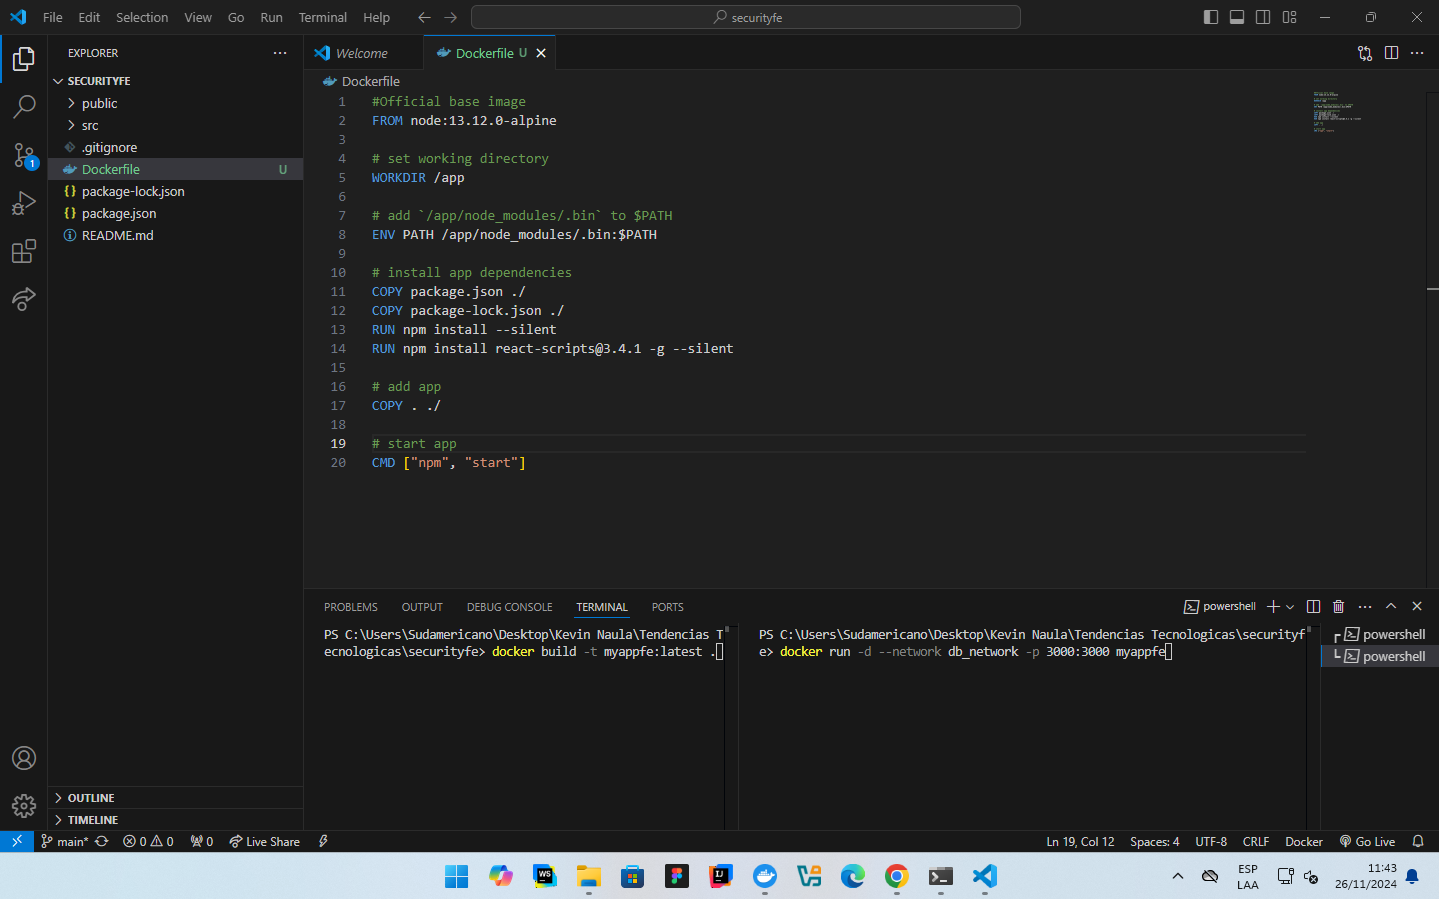 File Edit Selection View Go Run Terminal Help
securityfe
EXPLORER
SECURITYFE
public
src
.gitignore
Dockerfile U
package-lock.json
package.json
README.md
OUTLINE
TIMELINE
1
Welcome
Dockerfile U
Dockerfile
1 #Official base image
2 FROM node:13.12.0-alpine
3
4 # set working directory
5 WORKDIR /app
6
7 # add `/app/node_modules/.bin` to $PATH
8 ENV PATH /app/node_modules/.bin:$PATH
9
10 # install app dependencies
11 COPY package.json ./
12 COPY package-lock.json ./
13 RUN npm install --silent
14 RUN npm install react-scripts@3.4.1 -g --silent
15
16 # add app
17 COPY . ./
18
19 # start app
20 CMD ["npm", "start"]
PROBLEMS OUTPUT DEBUG CONSOLE TERMINAL PORTS
powershell
PS C:\Users\Sudamericano\Desktop\Kevin Naula\Tendencias T
ecnologicas\securityfe> docker build -t myappfe:latest .
PS C:\Users\Sudamericano\Desktop\Kevin Naula\Tendencias Tecnologicas\securityf
e> docker run -d --network db_network -p 3000:3000 myappfe
powershell
powershell
main* 0 0 0 Live Share
Ln 19, Col 12 Spaces: 4 UTF-8 CRLF Docker Go Live
WS
IJ
ESP
LAA
11:43
26/11/2024